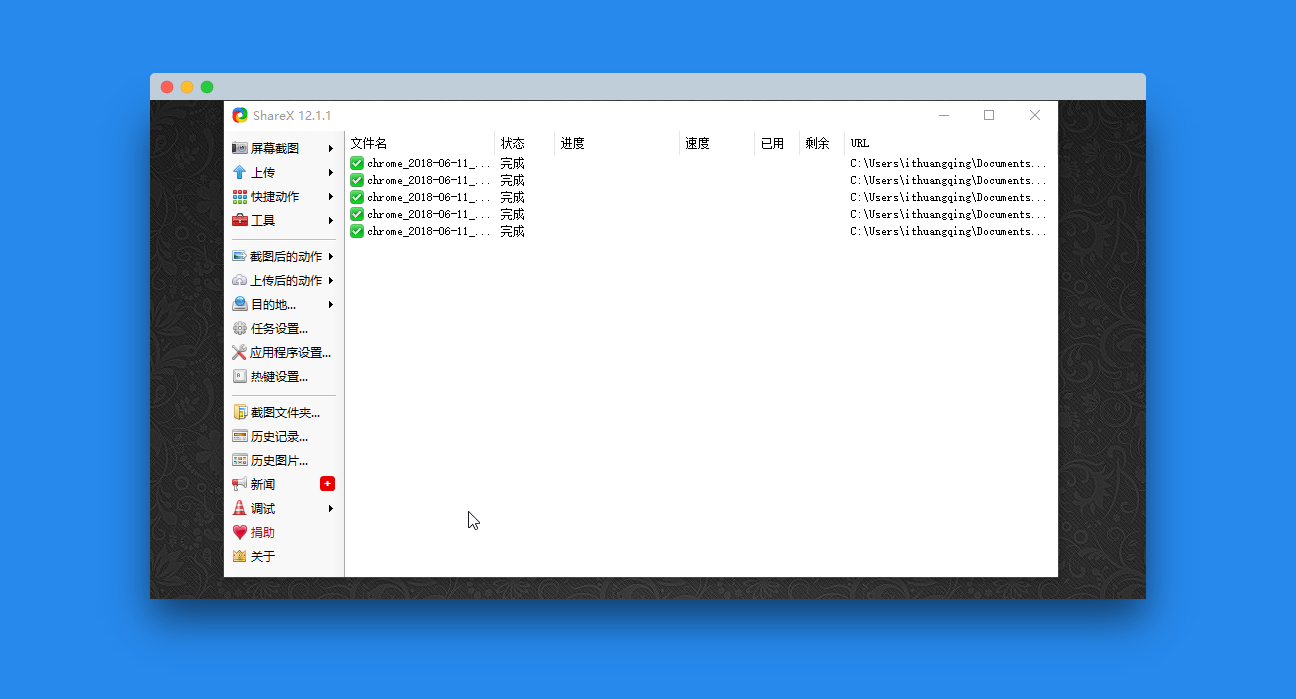 ShareX 12.1.1
屏幕截图
上传
快捷动作
工具
截图后的动作
上传后的动作
目的地...
任务设置...
应用程序设置...
热键设置...
截图文件夹...
历史记录...
历史图片...
新闻
调试
捐助
关于
文件名 状态 进度 速度 已用 剩余 URL
chrome_2018-06-11_... 完成 C:\Users\ithuangqing\Documents...
chrome_2018-06-11_... 完成 C:\Users\ithuangqing\Documents...
chrome_2018-06-11_... 完成 C:\Users\ithuangqing\Documents...
chrome_2018-06-11_... 完成 C:\Users\ithuangqing\Documents...
chrome_2018-06-11_... 完成 C:\Users\ithuangqing\Documents...